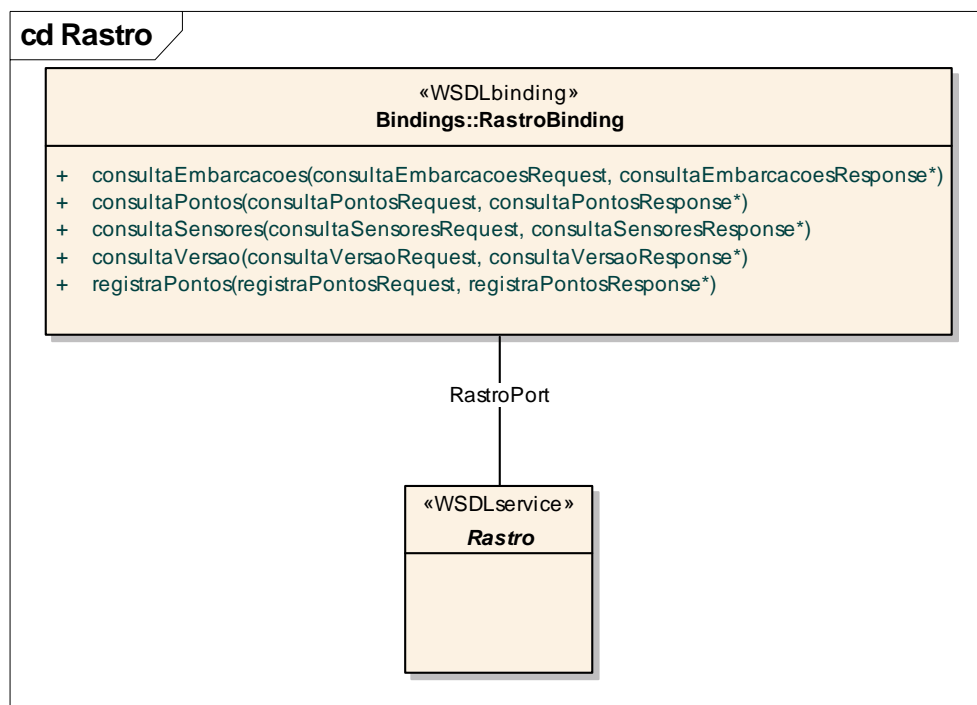 cd Rastro
«WSDLbinding»
Bindings::RastroBinding
+ consultaEmbarcacoes(consultaEmbarcacoesRequest, consultaEmbarcacoesResponse*)
+ consultaPontos(consultaPontosRequest, consultaPontosResponse*)
+ consultaSensores(consultaSensoresRequest, consultaSensoresResponse*)
+ consultaVersao(consultaVersaoRequest, consultaVersaoResponse*)
+ registraPontos(registraPontosRequest, registraPontosResponse*)
RastroPort
«WSDLservice»
Rastro